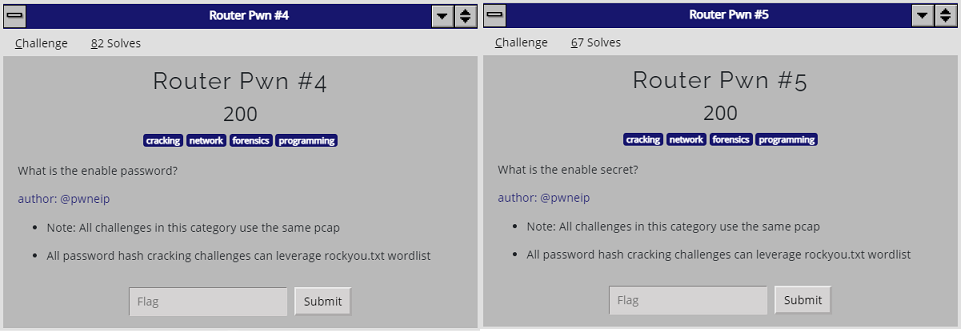 Router Pwn #4
Challenge 82 Solves
Router Pwn #4
200
cracking network forensics programming
What is the enable password?
author: @pwneip
• Note: All challenges in this category use the same pcap
• All password hash cracking challenges can leverage rockyou.txt wordlist
Flag Submit
Router Pwn #5
Challenge 67 Solves
Router Pwn #5
200
cracking network forensics programming
What is the enable secret?
author: @pwneip
• Note: All challenges in this category use the same pcap
• All password hash cracking challenges can leverage rockyou.txt wordlist
Flag Submit